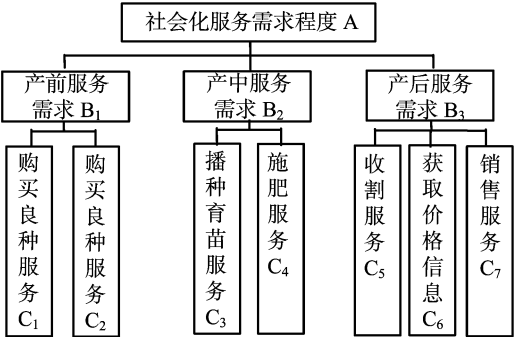 社会化服务需求程度 A
产前服务
需求 B₁
产中服务
需求 B₂
产后服务
需求 B₃
购买良种服务 C₁
购买良种服务 C₂
播种育苗服务 C₃
施肥服务 C₄
收割服务 C₅
获取价格信息 C₆
销售服务 C₇